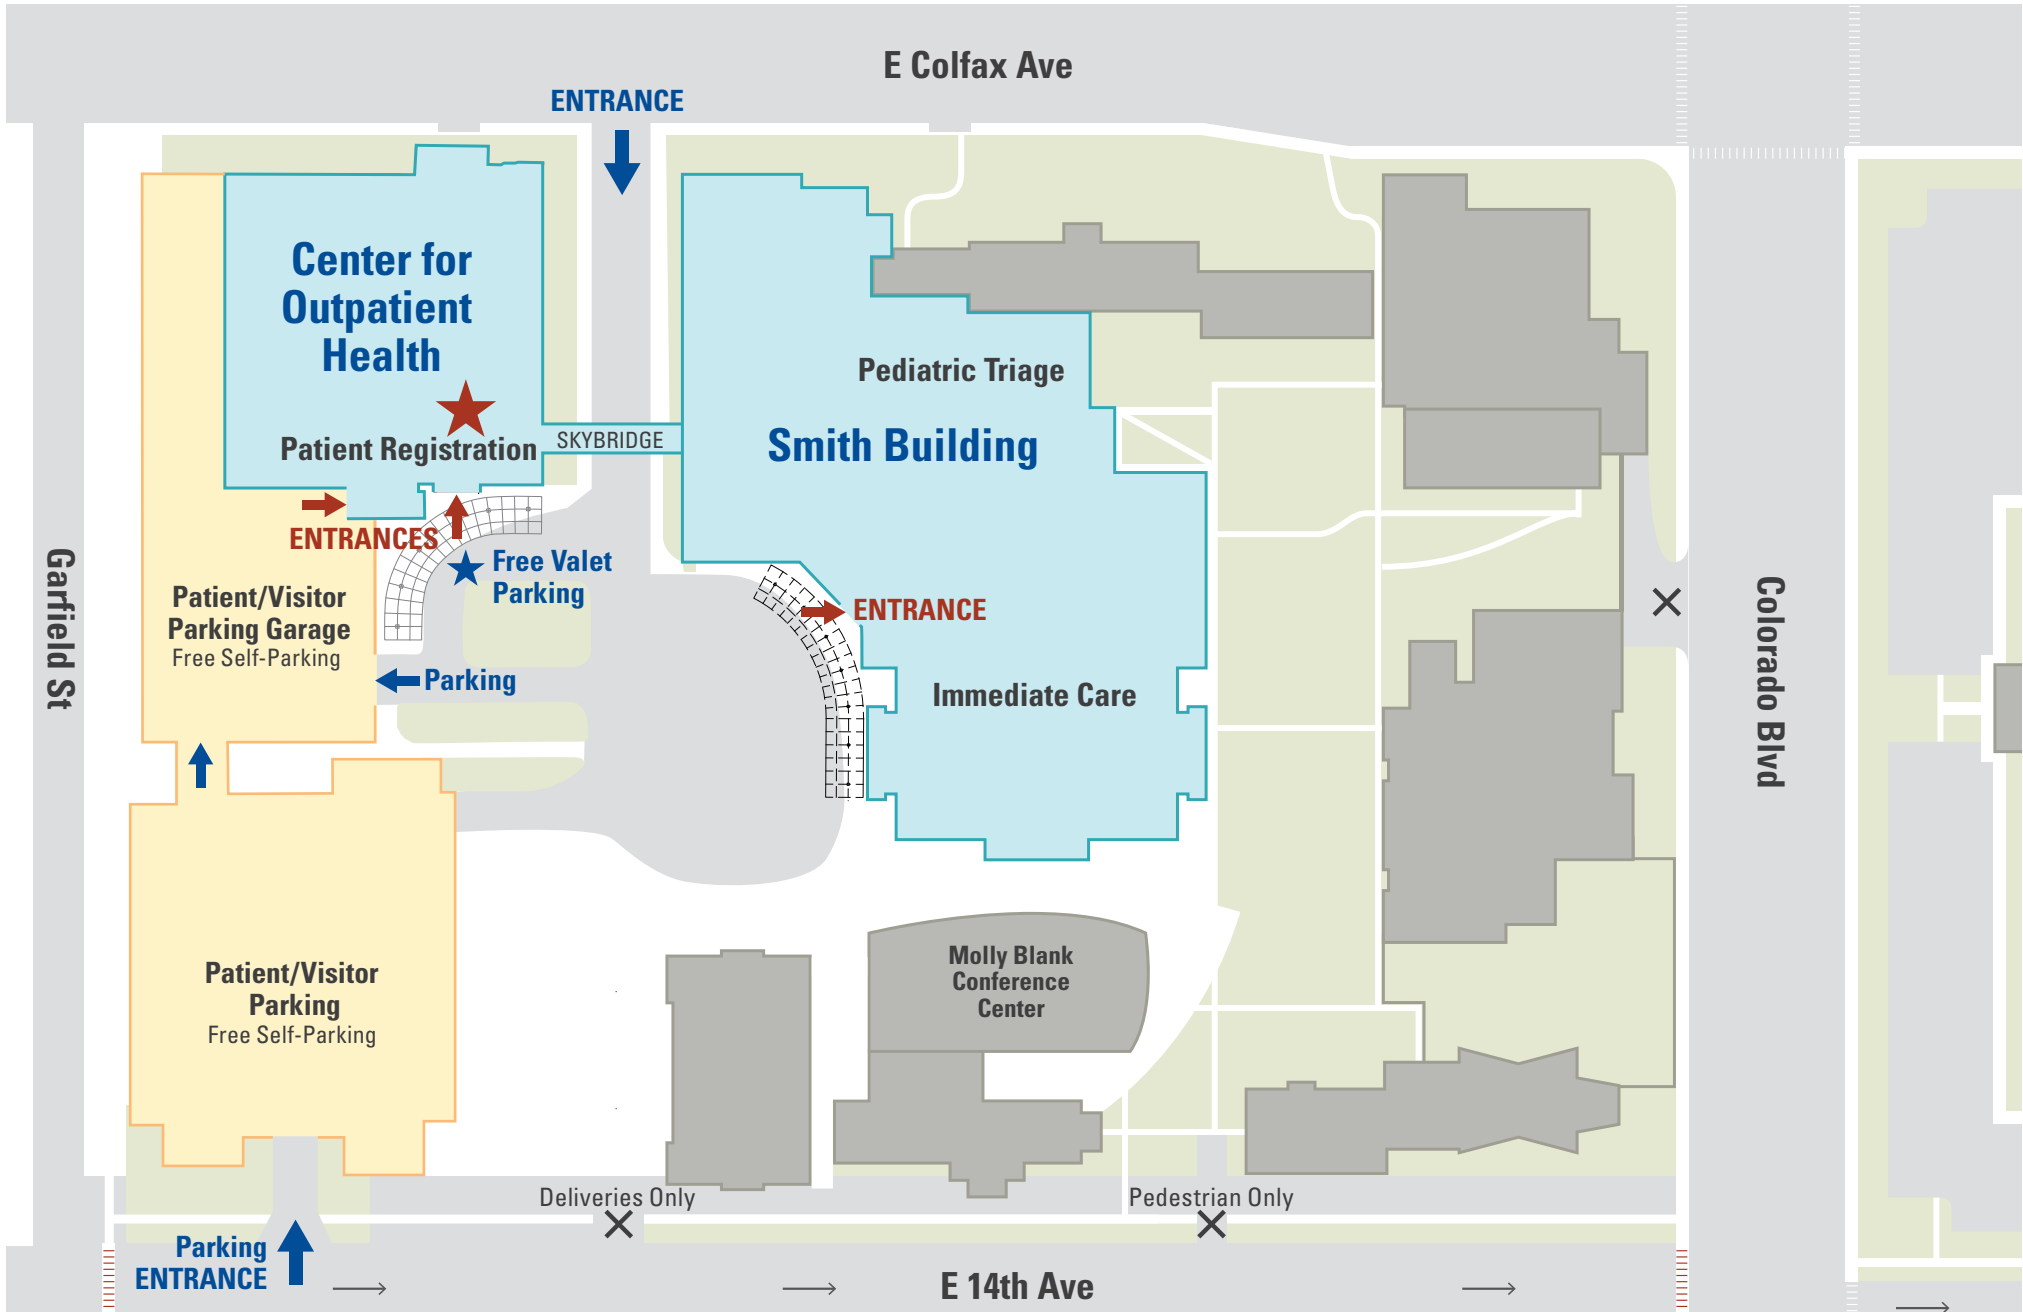 E Colfax Ave
ENTRANCE
Center for
Outpatient
Health
Patient Registration
SKYBRIDGE
Pediatric Triage
Smith Building
ENTRANCES
Free Valet
Parking
ENTRANCE
Patient/Visitor
Parking Garage
Free Self-Parking
Parking
Immediate Care
Garfield St
Colorado Blvd
Patient/Visitor
Parking
Free Self-Parking
Molly Blank
Conference
Center
Deliveries Only
Pedestrian Only
Parking
ENTRANCE
E 14th Ave